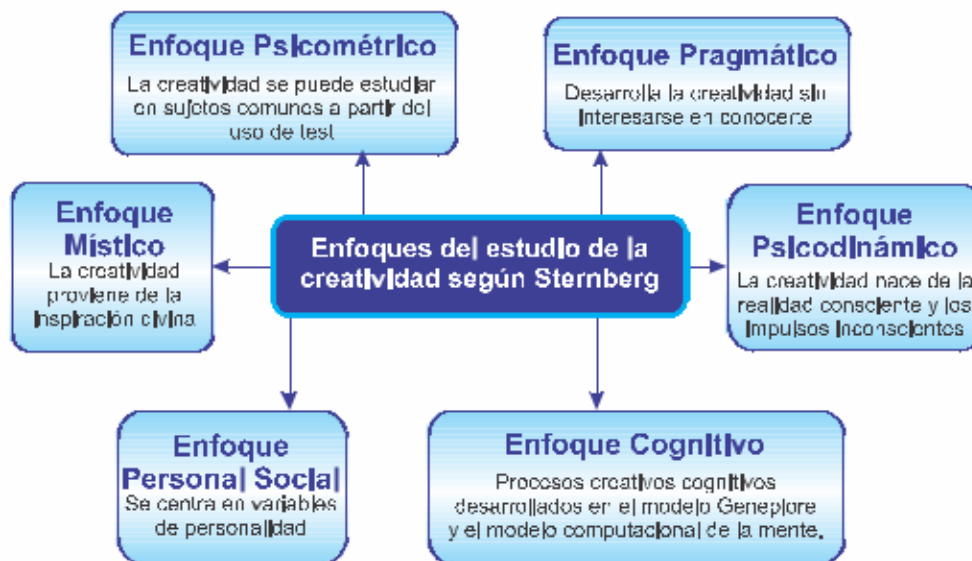 Enfoque Psicométrico
La creatividad se puede estudiar
en sujetos comunes a partir del
uso de test
Enfoque Pragmático
Desarrolla la creatividad sin
interesarse en conocerte
Enfoque
Místico
La creatividad
proviene de la
inspiración civina
Enfoques del estudio de la
creatividad según Sternberg
Enfoque
Psicodinámico
La creatividad nace de la
realidad consciente y los
impulsos inconscientes
Enfoque
Personal Social
Se centra en variables
de personalidad
Enfoque Cognitivo
Procesos creativos cognitivos
desarrollados en el modelo Geneplore
y el modelo computacional de la mente.